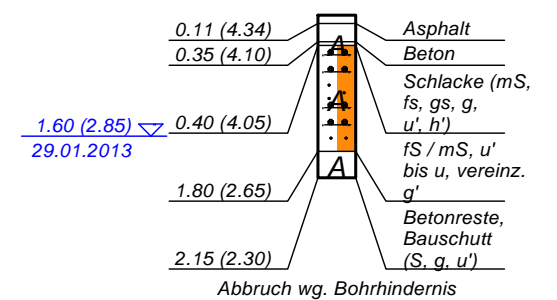 0.11 (4.34) Asphalt
A
0.35 (4.10) Beton
Schlacke (mS,
fs, gs, g,
u', h')
A
1.60 (2.85) 0.40 (4.05)
29.01.2013
fS / mS, u'
bis u, vereinz.
g'
A
1.80 (2.65)
Betonreste,
Bauschutt
(S, g, u')
2.15 (2.30)
Abbruch wg. Bohrhindernis